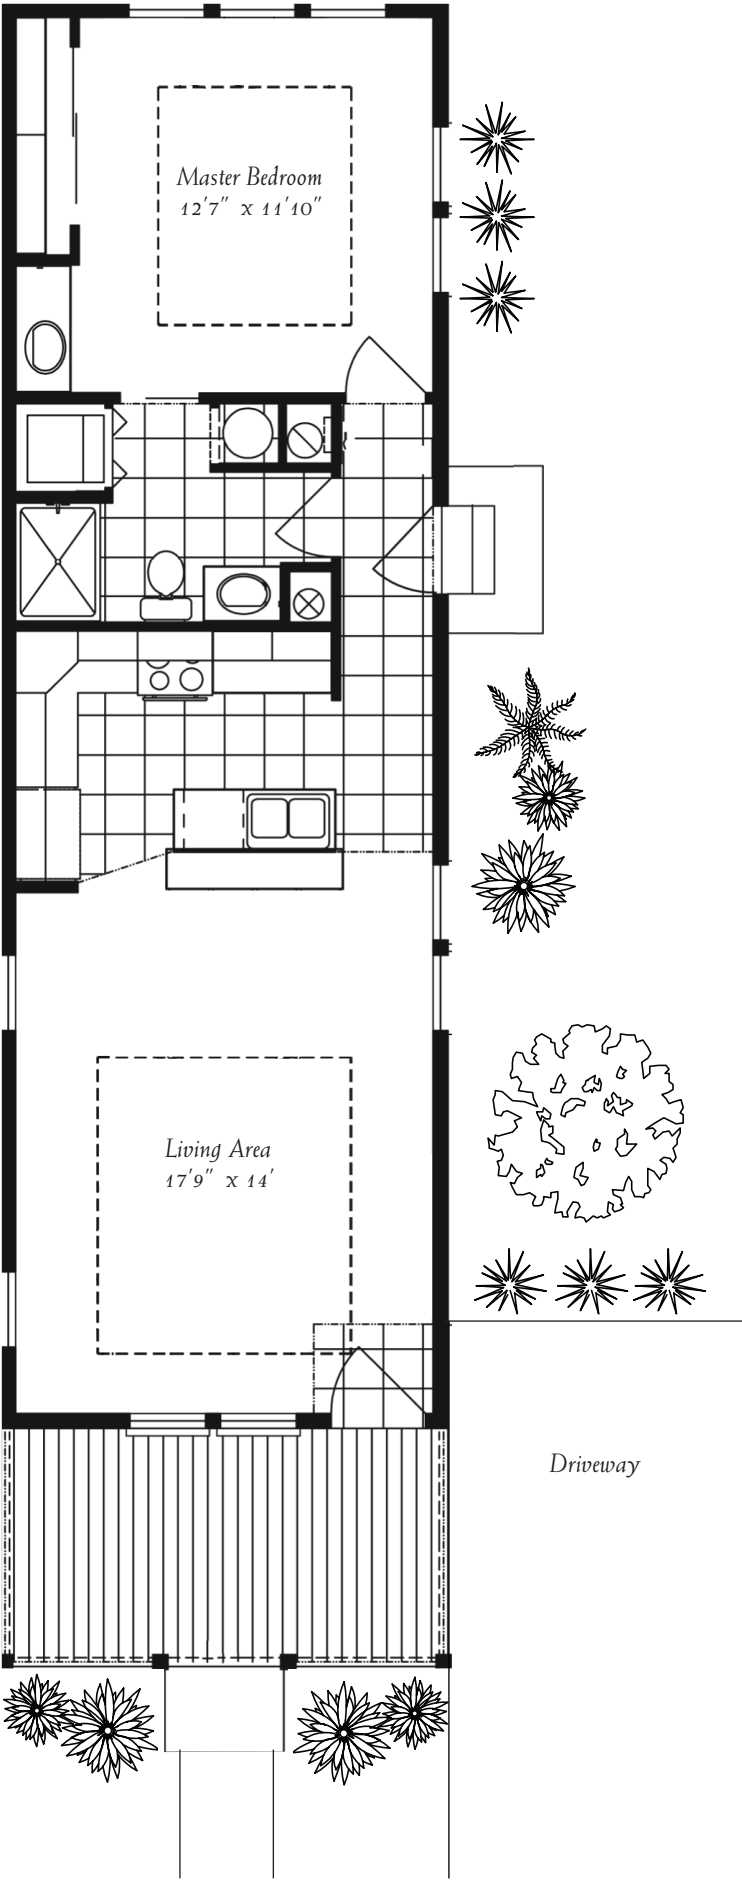 Master Bedroom
12'7" x 11'10"
Living Area
17'9" x 14'
Driveway